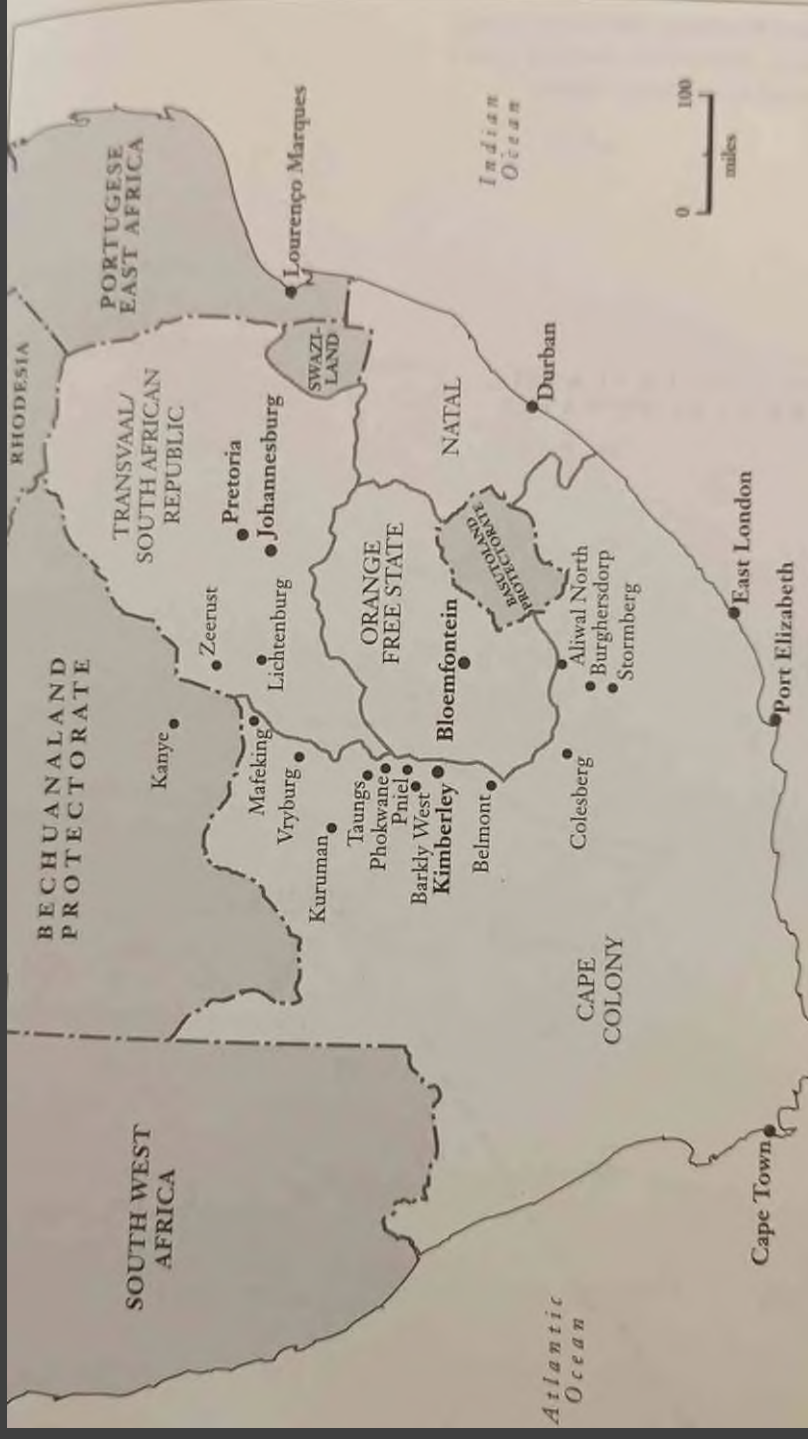 RHODESIA
PORTUGESE
EAST AFRICA
BECHUANALAND
PROTECTORATE
TRANSVAAL/
SOUTH AFRICAN
REPUBLIC
SOUTH WEST
AFRICA
Kanye
Zeerust
Pretoria
Johannesburg
Lichtenburg
Mafeking
Vryburg
Kuruman
Lourenço Marques
SWAZI-
LAND
Taungs
Phokwane
Pniel
Barkly West
Kimberley
ORANGE
FREE STATE
Bloemfontein
NATAL
BASUTOLAND
PROTECTORATE
Durban
Belmont
Aliwal North
Burghersdorp
Stormberg
Colesberg
CAPE
COLONY
East London
Port Elizabeth
Cape Town
Indian
Ocean
Atlantic
Ocean
0 100
miles